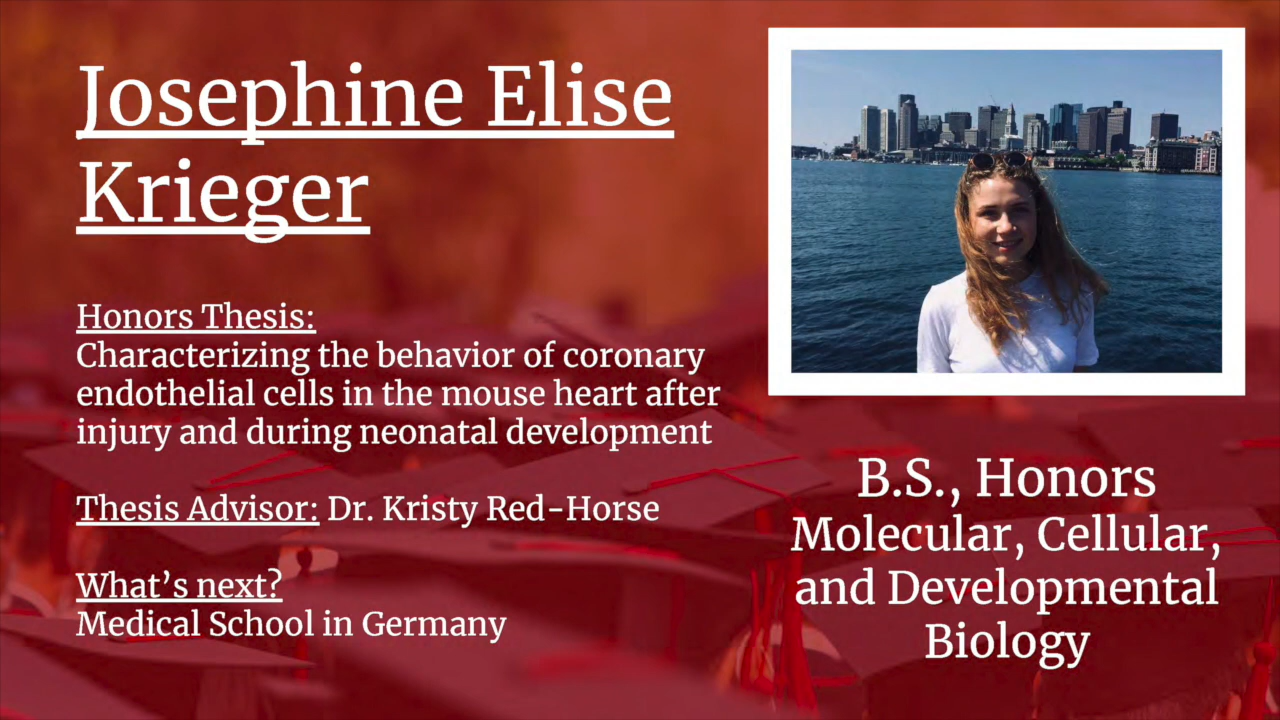 Josephine Elise
Krieger
Honors Thesis:
Characterizing the behavior of coronary
endothelial cells in the mouse heart after
injury and during neonatal development
Thesis Advisor: Dr. Kristy Red-Horse
What's next?
Medical School in Germany
B.S., Honors
Molecular, Cellular,
and Developmental
Biology